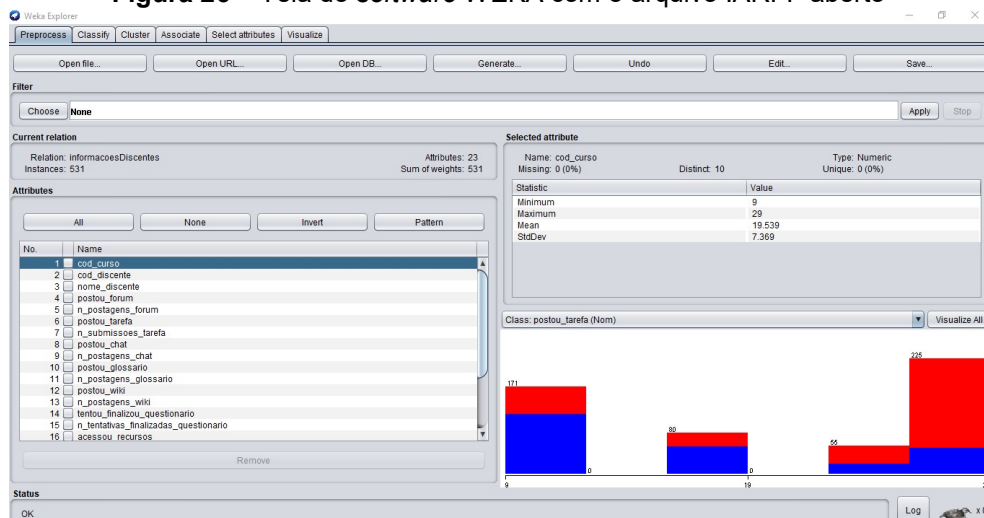 Weka Explorer
Preprocess Classify Cluster Associate Select attributes Visualize
Open file... Open URL... Open DB... Generate... Undo Edit... Save...
Filter
Choose None Apply Stop
Current relation
Relation: informacoesDiscentes Attributes: 23
Instances: 531 Sum of weights: 531
Selected attribute
Name: cod_curso Type: Numeric
Missing: 0 (0%) Distinct: 10 Unique: 0 (0%)
Statistic Value
Minimum 9
Maximum 29
Mean 19.539
StdDev 7.369
Attributes
All None Invert Pattern
No. Name
1 cod_curso
2 cod_discente
3 nome_discente
4 postou_forum
5 n_postagens_forum
6 postou_tarefa
7 n_submissoes_tarefa
8 postou_chat
9 n_postagens_chat
10 postou_glossario
11 n_postagens_glossario
12 postou_wiki
13 n_postagens_wiki
14 tentou_finalizou_questionario
15 n_tentativas_finalizadas_questionario
16 acessou_recursos
Remove
Class: postou_tarefa (Nom) Visualize All
171 0 80 0 55 225
9 19
Status
OK Log